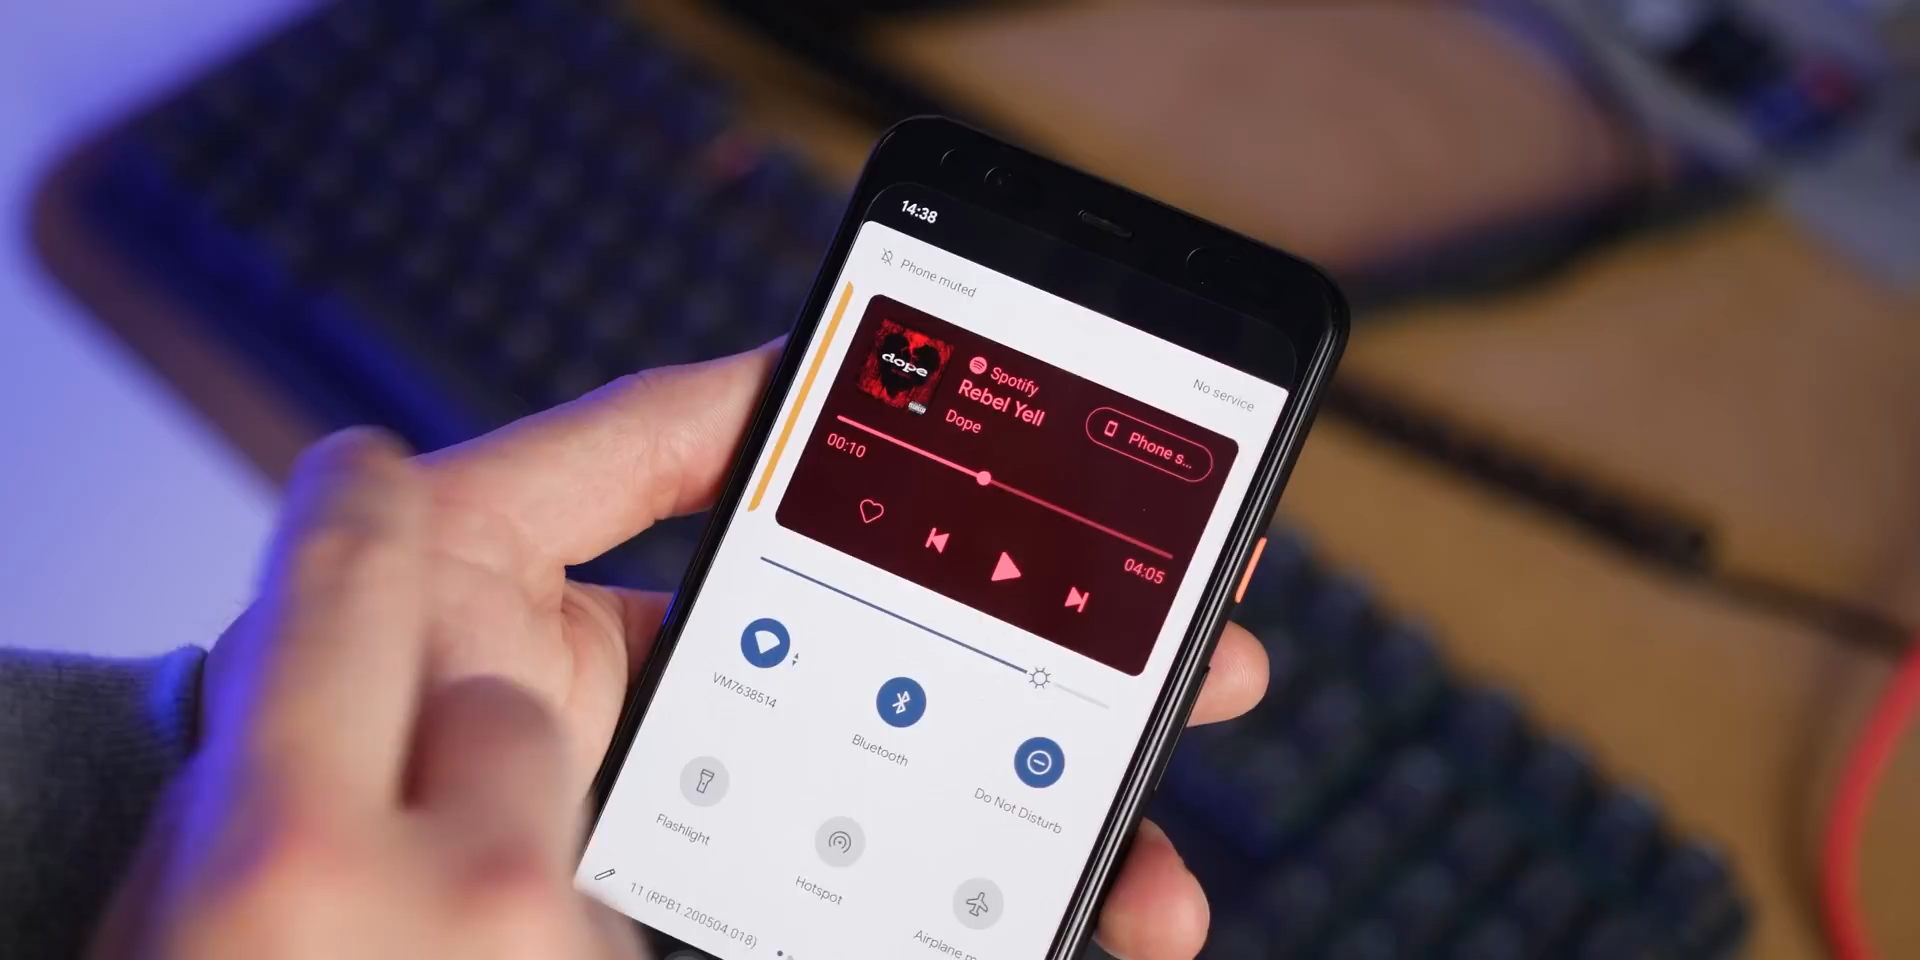 14:38
Phone muted
No service
dope
Spotify
Rebel Yell
Dope
Phone s...
00:10
04:05
VM7638514
Bluetooth
Do Not Disturb
Flashlight
Hotspot
Airplane m
11 (RPB1.200504.018)